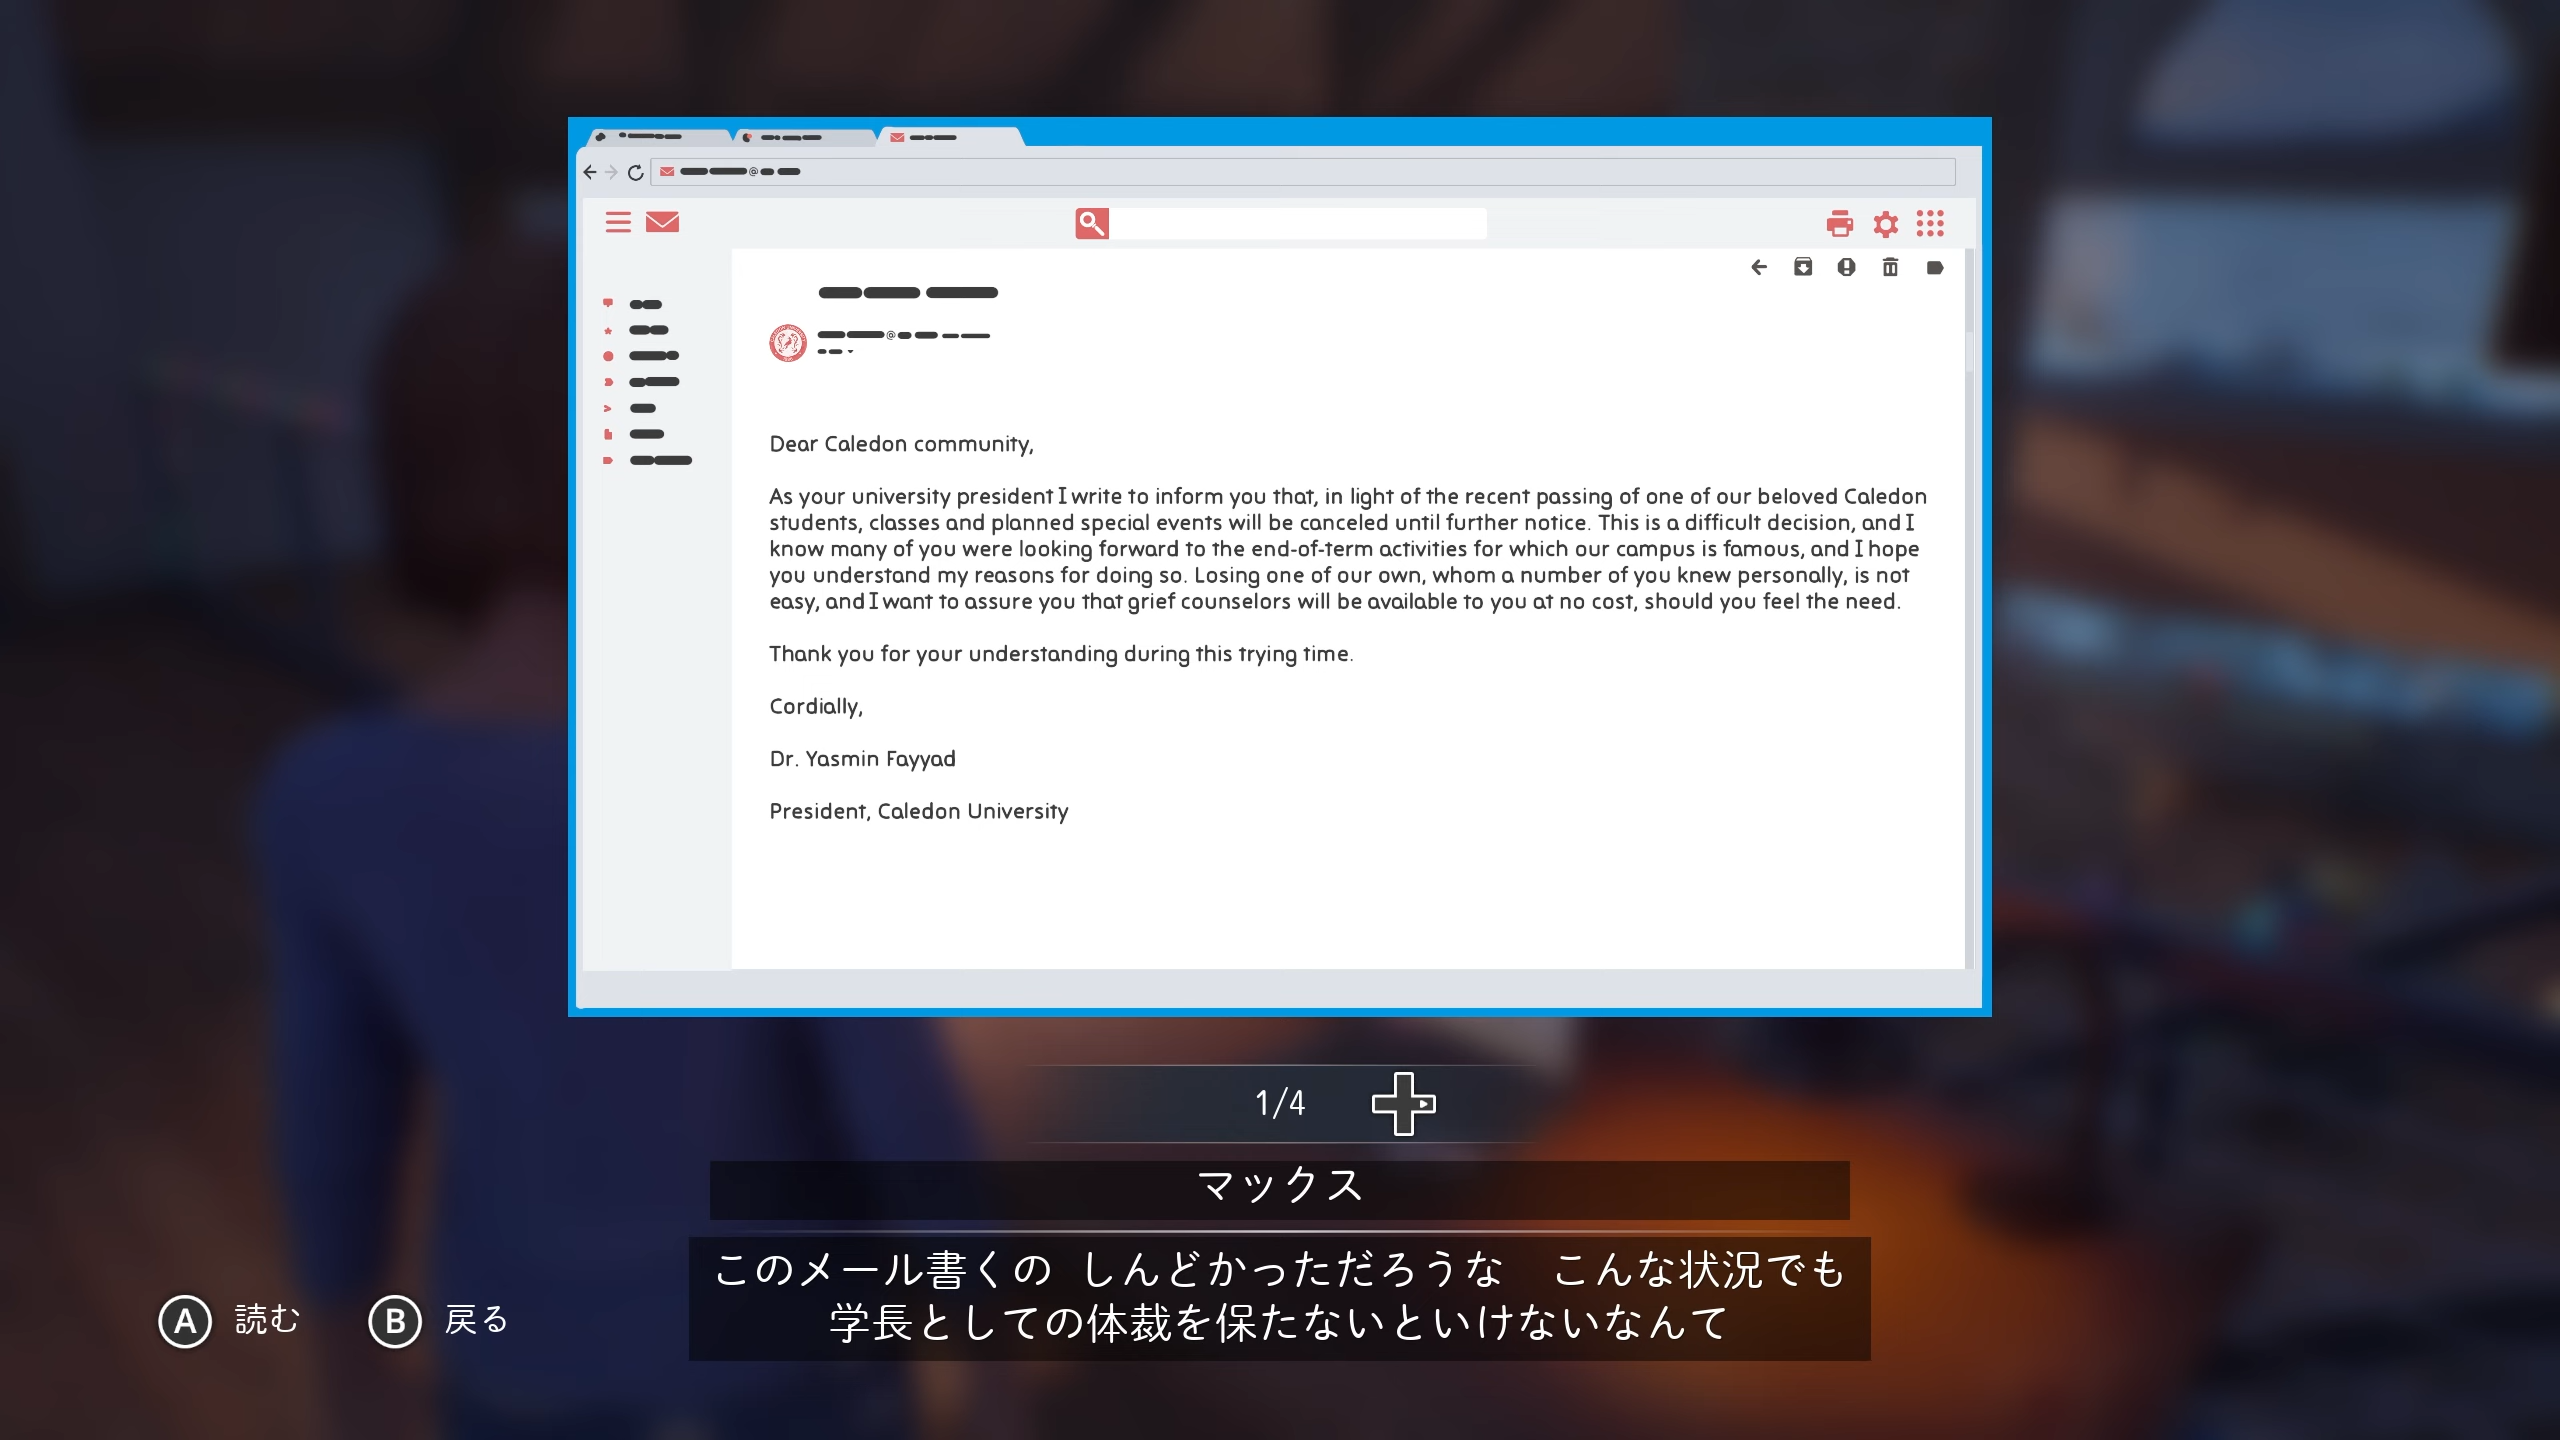 Dear Caledon community,
As your university president I write to inform you that, in light of the recent passing of one of our beloved Caledon
students, classes and planned special events will be canceled until further notice. This is a difficult decision, and I
know many of you were looking forward to the end-of-term activities for which our campus is famous, and I hope
you understand my reasons for doing so. Losing one of our own, whom a number of you knew personally, is not
easy, and I want to assure you that grief counselors will be available to you at no cost, should you feel the need.
Thank you for your understanding during this trying time.
Cordially,
Dr. Yasmin Fayyad
President, Caledon University
1/4
マックス
このメール書くの しんどかっただろうな　こんな状況でも
学長としての体裁を保たないといけないなんて
A 読む B 戻る